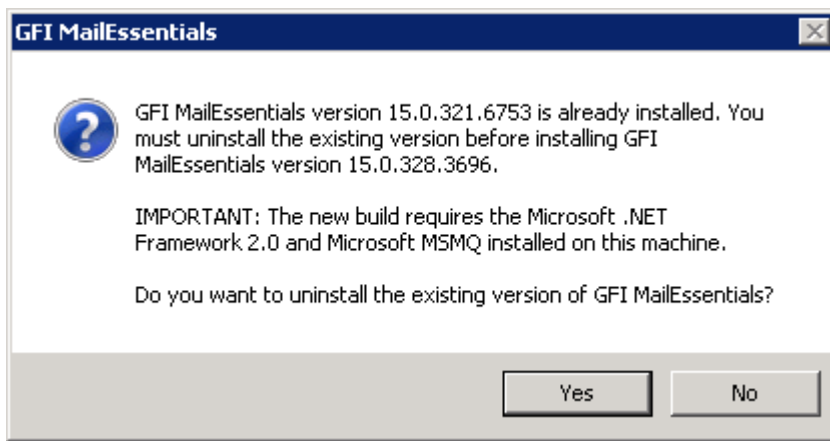 GFI MailEssentials
GFI MailEssentials version 15.0.321.6753 is already installed. You
must uninstall the existing version before installing GFI
MailEssentials version 15.0.328.3696.
IMPORTANT: The new build requires the Microsoft .NET
Framework 2.0 and Microsoft MSMQ installed on this machine.
Do you want to uninstall the existing version of GFI MailEssentials?
Yes
No